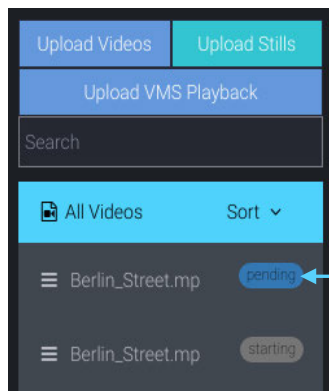 Upload Videos Upload Stills
Upload VMS Playback
Search
All Videos Sort
Berlin_Street.mp pending
Berlin_Street.mp starting